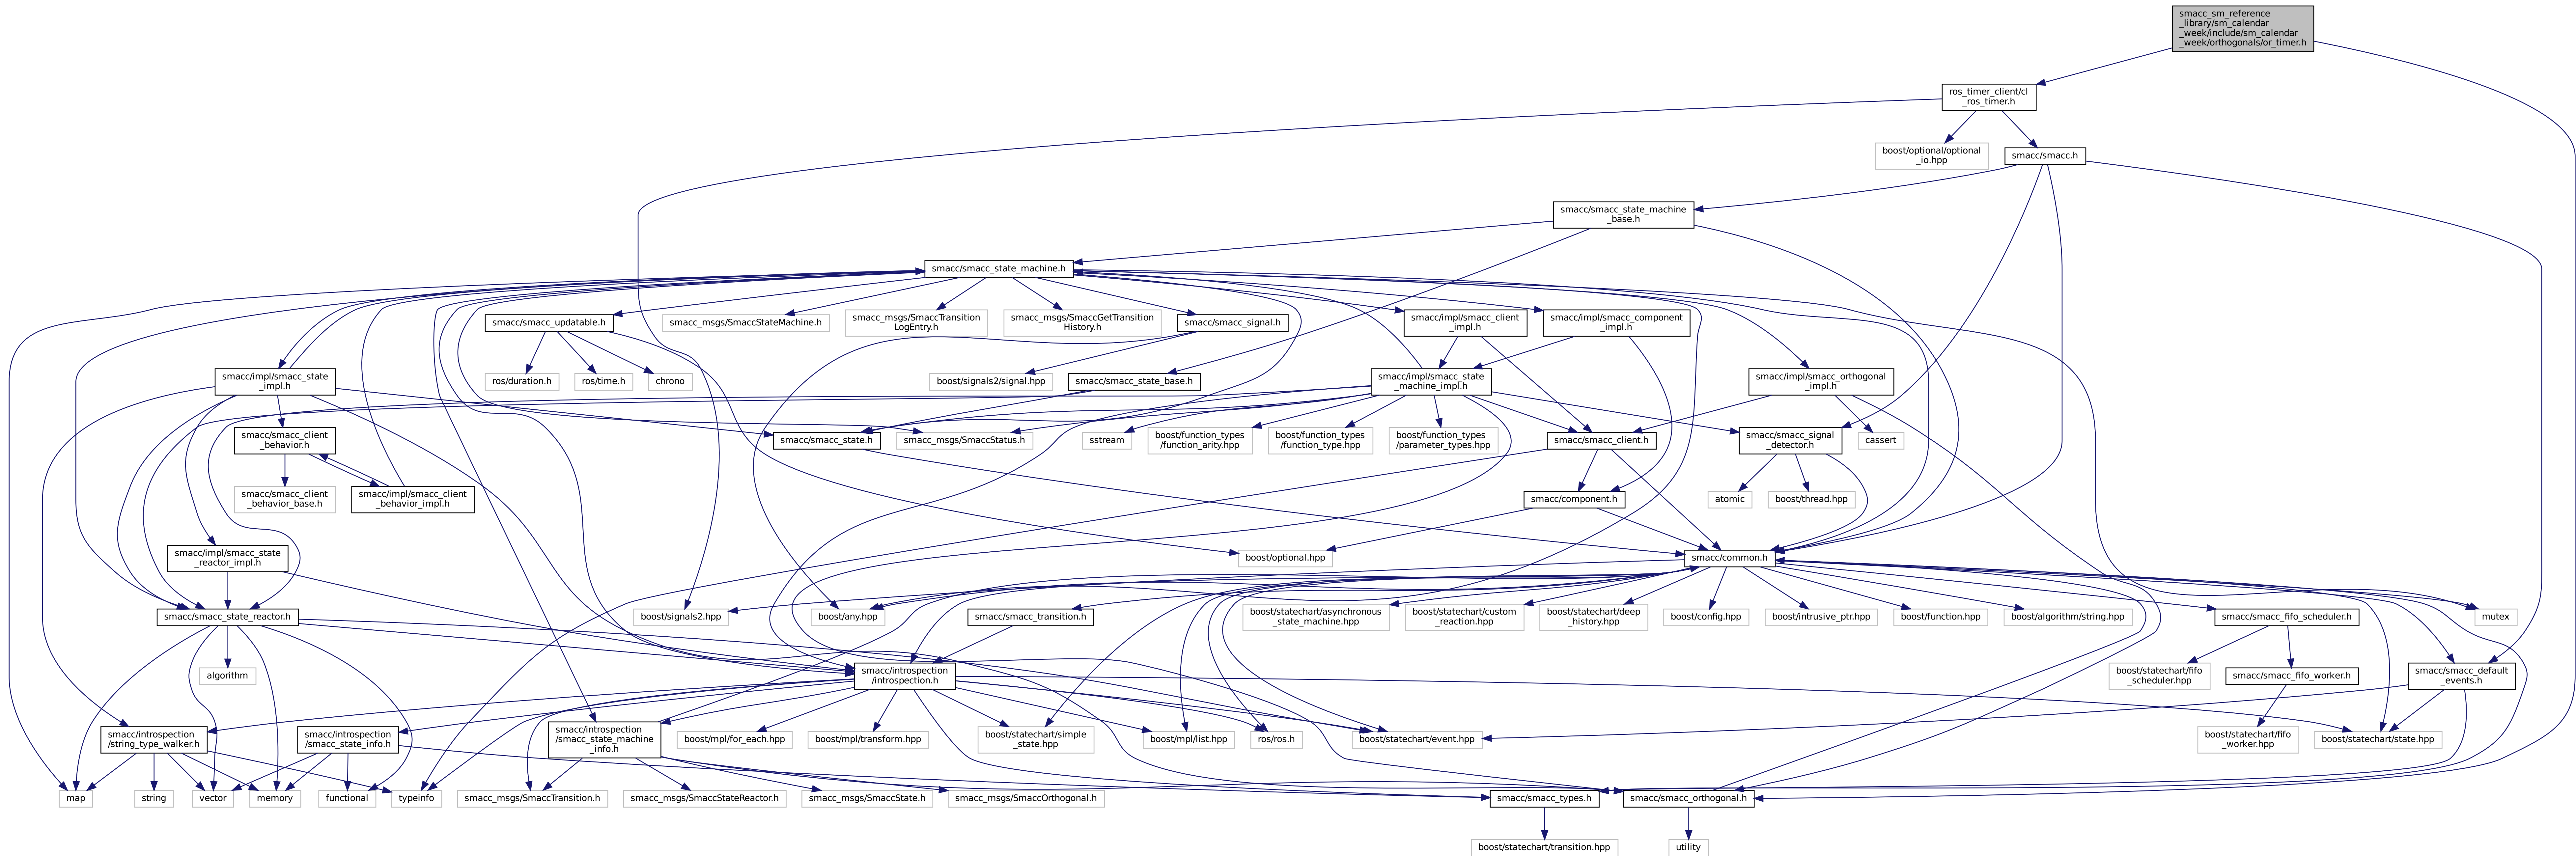 smacc_sm_reference
_library/sm_calendar
_week/include/sm_calendar
_week/orthogonals/or_timer.h
ros_timer_client/cl
_ros_timer.h
boost/optional/optional
_io.hpp
smacc/smacc.h
smacc/smacc_state_machine
_base.h
smacc/smacc_state_machine.h
smacc/smacc_updatable.h
smacc_msgs/SmaccStateMachine.h
smacc_msgs/SmaccTransition
LogEntry.h
smacc_msgs/SmaccGetTransition
History.h
smacc/smacc_signal.h
smacc/impl/smacc_client
_impl.h
smacc/impl/smacc_component
_impl.h
smacc/impl/smacc_state
_impl.h
ros/duration.h
ros/time.h
chrono
boost/signals2/signal.hpp
smacc/smacc_state_base.h
smacc/impl/smacc_state
_machine_impl.h
smacc/impl/smacc_orthogonal
_impl.h
smacc/smacc_client
_behavior.h
smacc/smacc_state.h
smacc_msgs/SmaccStatus.h
sstream
boost/function_types
/function_arity.hpp
boost/function_types
/function_type.hpp
boost/function_types
/parameter_types.hpp
smacc/smacc_client.h
smacc/smacc_signal
_detector.h
cassert
smacc/smacc_client
_behavior_base.h
smacc/impl/smacc_client
_behavior_impl.h
smacc/component.h
atomic
boost/thread.hpp
smacc/impl/smacc_state
_reactor_impl.h
boost/optional.hpp
smacc/common.h
smacc/smacc_state_reactor.h
boost/signals2.hpp
boost/any.hpp
smacc/smacc_transition.h
boost/statechart/asynchronous
_state_machine.hpp
boost/statechart/custom
_reaction.hpp
boost/statechart/deep
_history.hpp
boost/config.hpp
boost/intrusive_ptr.hpp
boost/function.hpp
boost/algorithm/string.hpp
smacc/smacc_fifo_scheduler.h
mutex
algorithm
smacc/introspection
/introspection.h
boost/statechart/fifo
_scheduler.hpp
smacc/smacc_fifo_worker.h
smacc/smacc_default
_events.h
smacc/introspection
/string_type_walker.h
smacc/introspection
/smacc_state_info.h
smacc/introspection
/smacc_state_machine
_info.h
boost/mpl/for_each.hpp
boost/mpl/transform.hpp
boost/statechart/simple
_state.hpp
boost/mpl/list.hpp
ros/ros.h
boost/statechart/event.hpp
boost/statechart/fifo
_worker.hpp
boost/statechart/state.hpp
map
string
vector
memory
functional
typeinfo
smacc_msgs/SmaccTransition.h
smacc_msgs/SmaccStateReactor.h
smacc_msgs/SmaccState.h
smacc_msgs/SmaccOrthogonal.h
smacc/smacc_types.h
smacc/smacc_orthogonal.h
boost/statechart/transition.hpp
utility